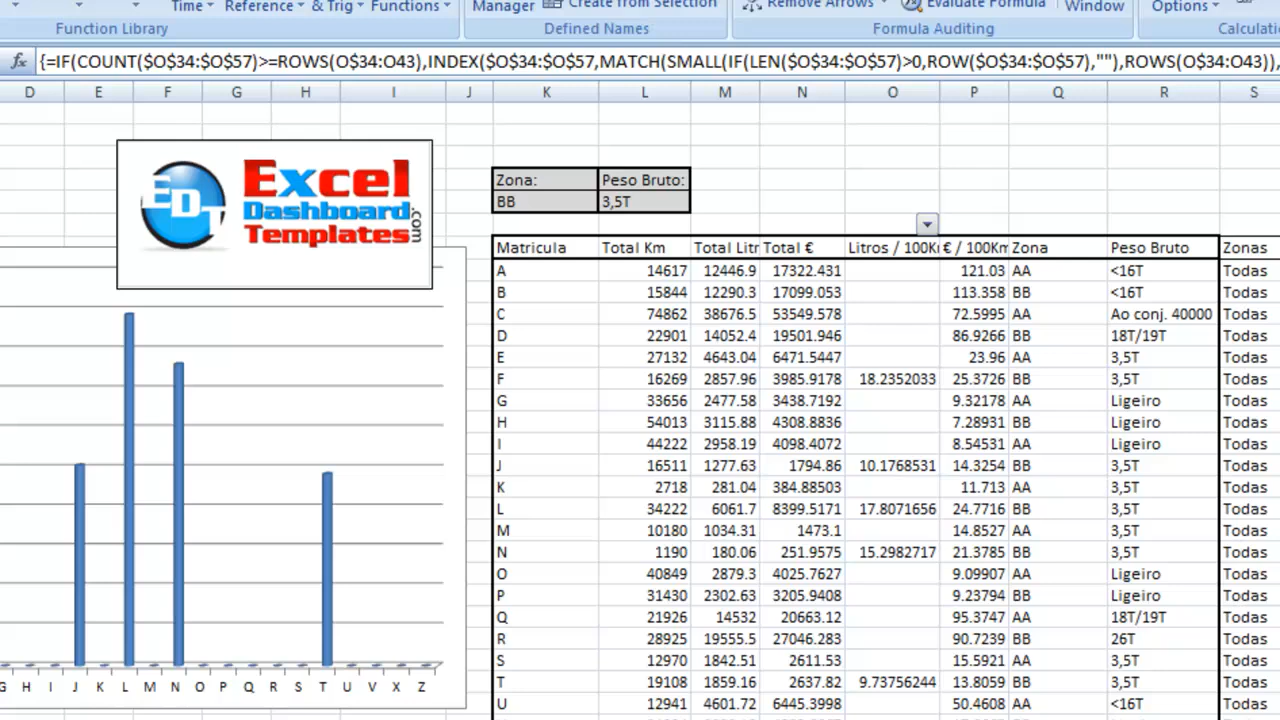 Time Reference & Trig Functions Manager Create from Selection Remove Arrows Evaluate Formula Window Options
Function Library Defined Names Formula Auditing Calculati
fx {=IF(COUNT($O$34:$O$57)>=ROWS(O$34:O43),INDEX($O$34:$O$57,MATCH(SMALL(IF(LEN($O$34:$O$57)>0,ROW($O$34:$O$57),""),ROWS(O$34:O43)),
D E F G H I J K L M N O P Q R S
Excel
Dashboard
Templates
.com
EDT
Zona: Peso Bruto:
BB 3,5T
Matricula Total Km Total Litr Total € Litros / 100Km € / 100Km Zona Peso Bruto Zonas
A 14617 12446.9 17322.431 121.03 AA <16T Todas
B 15844 12290.3 17099.053 113.358 BB <16T Todas
C 74862 38676.5 53549.578 72.5995 AA Ao conj. 40000 Todas
D 22901 14052.4 19501.946 86.9266 BB 18T/19T Todas
E 27132 4643.04 6471.5447 23.96 AA 3,5T Todas
F 16269 2857.96 3985.9178 18.2352033 25.3726 BB 3,5T Todas
G 33656 2477.58 3438.7192 9.32178 AA Ligeiro Todas
H 54013 3115.88 4308.8836 7.28931 BB Ligeiro Todas
I 44222 2958.19 4098.4072 8.54531 AA Ligeiro Todas
J 16511 1277.63 1794.86 10.1768531 14.3254 BB 3,5T Todas
K 2718 281.04 384.88503 11.713 AA 3,5T Todas
L 34222 6061.7 8399.5171 17.8071656 24.7716 BB 3,5T Todas
M 10180 1034.31 1473.1 14.8527 AA 3,5T Todas
N 1190 180.06 251.9575 15.2982717 21.3785 BB 3,5T Todas
O 40849 2879.3 4025.7627 9.09907 AA Ligeiro Todas
P 31430 2302.63 3205.9408 9.23794 BB Ligeiro Todas
Q 21926 14532 20663.12 95.3747 AA 18T/19T Todas
R 28925 19555.5 27046.283 90.7239 BB 26T Todas
S 12970 1842.51 2611.53 15.5921 AA 3,5T Todas
T 19108 1859.16 2637.82 9.73756244 13.8059 BB 3,5T Todas
U 12941 4601.72 6445.3998 50.4608 AA <16T Todas
G H I J K L M N O P Q R S T U V X Z